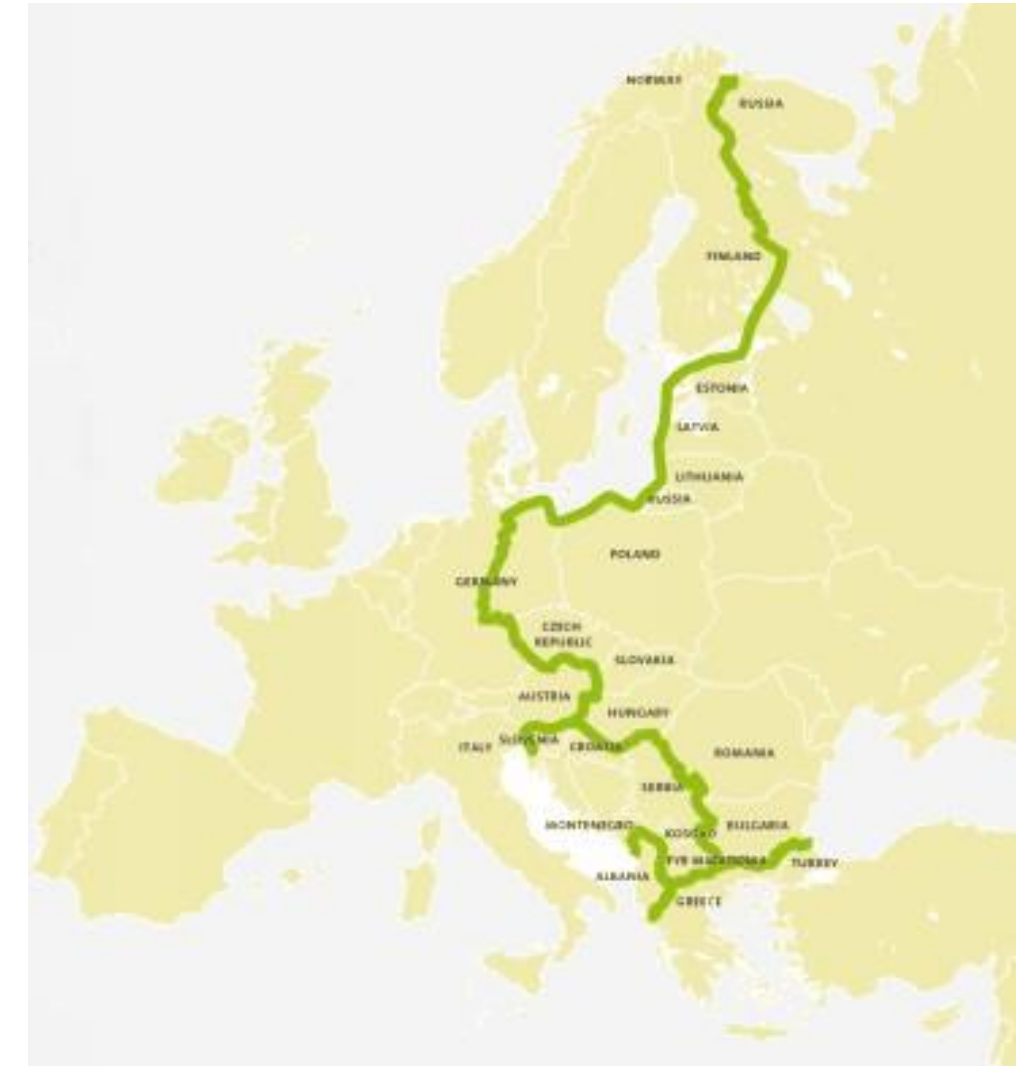 NORWAY
RUSSIA
FINLAND
ESTONIA
LATVIA
LITHUANIA
RUSSIA
POLAND
GERMANY
CZECH
REPUBLIC
SLOVAKIA
AUSTRIA
HUNGARY
ITALY
SLOVENIA
CROATIA
ROMANIA
SERBIA
MONTENEGRO
KOSOVO
BULGARIA
FYR MACEDONIA
TURKEY
ALBANIA
GREECE